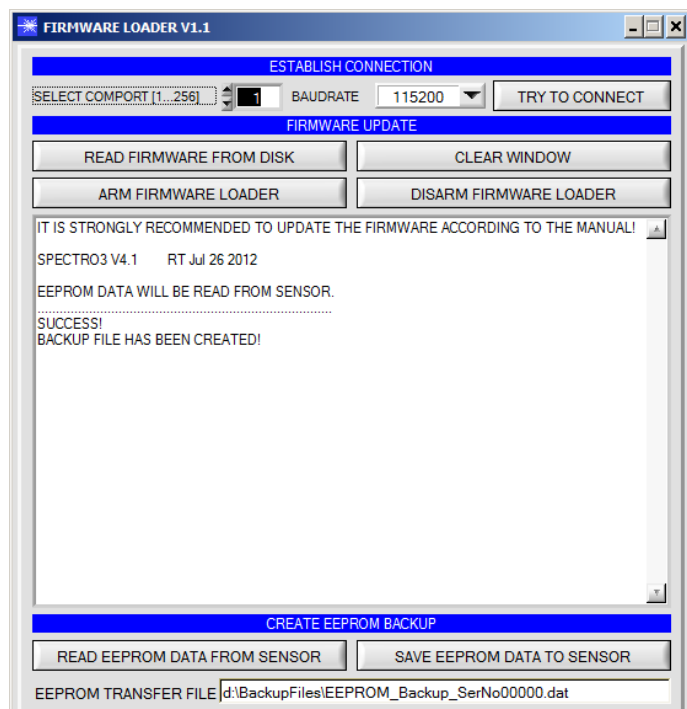 FIRMWARE LOADER V1.1
ESTABLISH CONNECTION
SELECT COMPORT [1...256] 1 BAUDRATE 115200 TRY TO CONNECT
FIRMWARE UPDATE
READ FIRMWARE FROM DISK CLEAR WINDOW
ARM FIRMWARE LOADER DISARM FIRMWARE LOADER
IT IS STRONGLY RECOMMENDED TO UPDATE THE FIRMWARE ACCORDING TO THE MANUAL!
SPECTRO3 V4.1 RT Jul 26 2012
EEPROM DATA WILL BE READ FROM SENSOR.
................................................................................
SUCCESS!
BACKUP FILE HAS BEEN CREATED!
CREATE EEPROM BACKUP
READ EEPROM DATA FROM SENSOR SAVE EEPROM DATA TO SENSOR
EEPROM TRANSFER FILE d:\BackupFiles\EEPROM_Backup_SerNo00000.dat